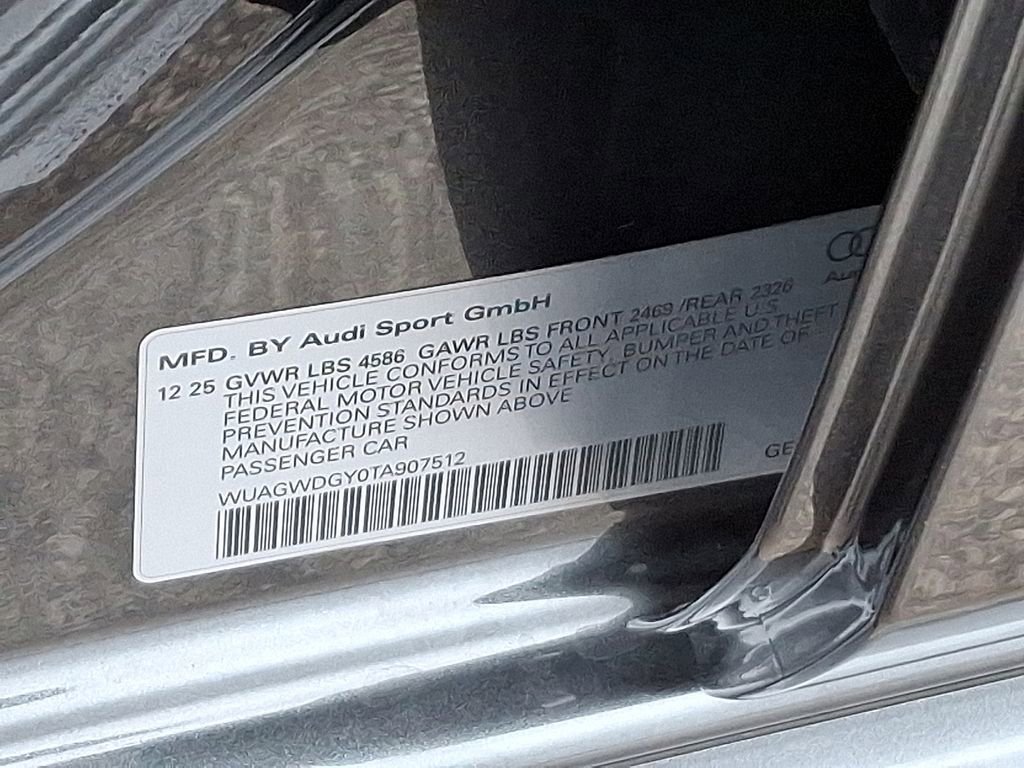 MFD. BY Audi Sport GmbH
12 25 GVWR LBS 4586 GAWR LBS FRONT 2469 /REAR 2326
THIS VEHICLE CONFORMS TO ALL APPLICABLE U.S.
FEDERAL MOTOR VEHICLE SAFETY, BUMPER AND THEFT
PREVENTION STANDARDS IN EFFECT ON THE DATE OF
MANUFACTURE SHOWN ABOVE
PASSENGER CAR
WUAGWDGY0TA907512